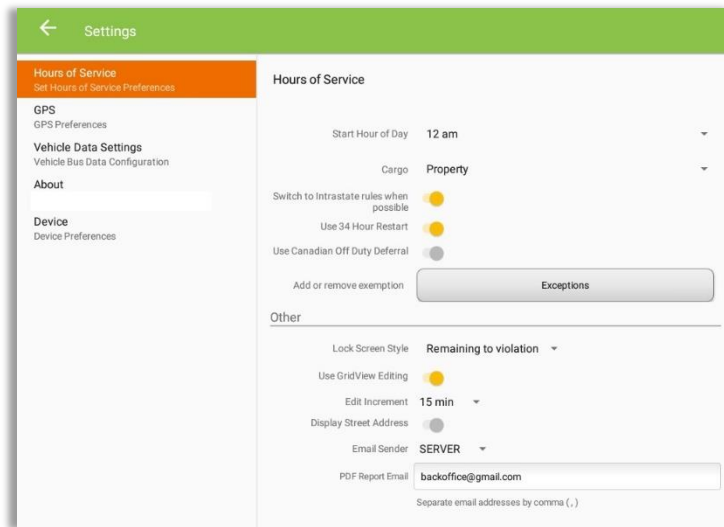 Settings
Hours of Service
Set Hours of Service Preferences
GPS
GPS Preferences
Vehicle Data Settings
Vehicle Bus Data Configuration
About
Device
Device Preferences
Hours of Service
Start Hour of Day 12 am
Cargo Property
Switch to Intrastate rules when
possible
Use 34 Hour Restart
Use Canadian Off Duty Deferral
Add or remove exemption Exceptions
Other
Lock Screen Style Remaining to violation
Use GridView Editing
Edit Increment 15 min
Display Street Address
Email Sender SERVER
PDF Report Email backoffice@gmail.com
Separate email addresses by comma ( , )